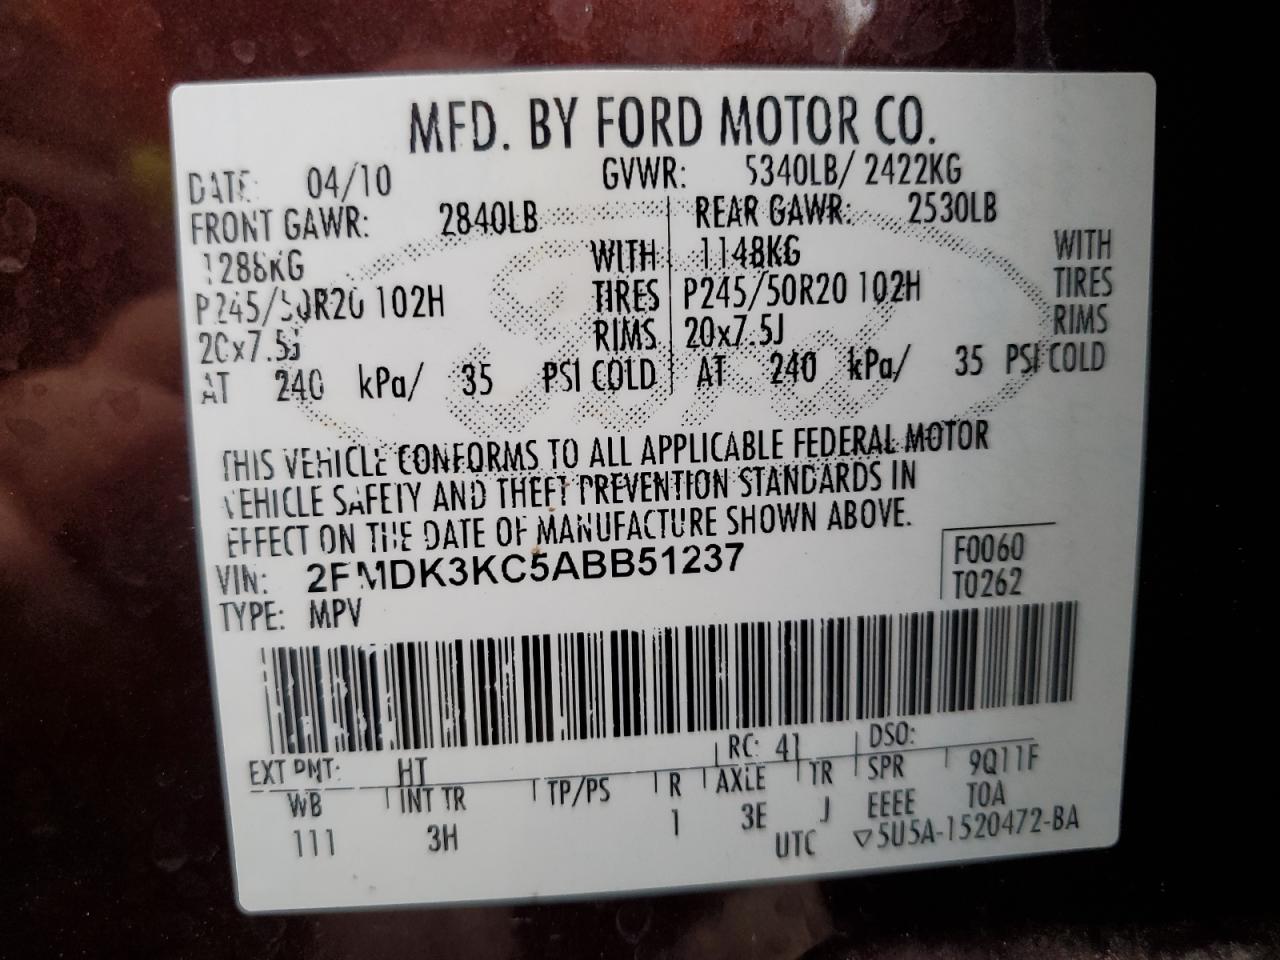 MFD. BY FORD MOTOR CO.
DATE: 04/10 GVWR: 5340LB/ 2422KG
FRONT GAWR: 2840LB REAR GAWR: 2530LB
1288KG WITH 1148KG WITH
P245/50R20 102H TIRES P245/50R20 102H TIRES
20x7.5J RIMS 20x7.5J RIMS
AT 240 kPa/ 35 PSI COLD AT 240 kPa/ 35 PSI COLD
THIS VEHICLE CONFORMS TO ALL APPLICABLE FEDERAL MOTOR
VEHICLE SAFETY AND THEFT PREVENTION STANDARDS IN
EFFECT ON THE DATE OF MANUFACTURE SHOWN ABOVE.
VIN: 2FMDK3KC5ABB51237 F0060
TYPE: MPV T0262
EXT PNT: HT RC: 41 DSO: 9Q11F
WB INT TR TP/PS R AXLE TR SPR TOA
111 3H 1 3E J EEEE
UTC ▽5U5A-1520472-BA